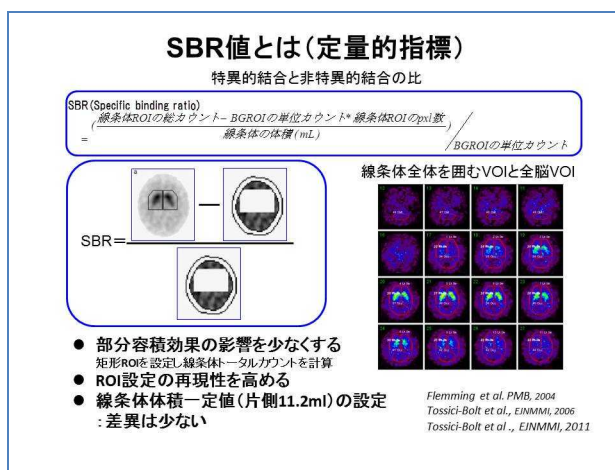 SBR値とは(定量的指標)
特異的結合と非特異的結合の比
SBR(Specific binding ratio)
=(線条体ROIの総カウント− BGROIの単位カウント*線条体ROIのpxl数
線条体の体積(mL))
/BGROIの単位カウント
線条体全体を囲むVOIと全脳VOI
a
SBR=
● 部分容積効果の影響を少なくする
矩形ROIを設定し線条体トータルカウントを計算
● ROI設定の再現性を高める
● 線条体体積一定値(片側11.2ml)の設定
:差異は少ない
Flemming et al. PMB, 2004
Tossici-Bolt et al., EJNMMI, 2006
Tossici-Bolt et al ., EJNMMI, 2011